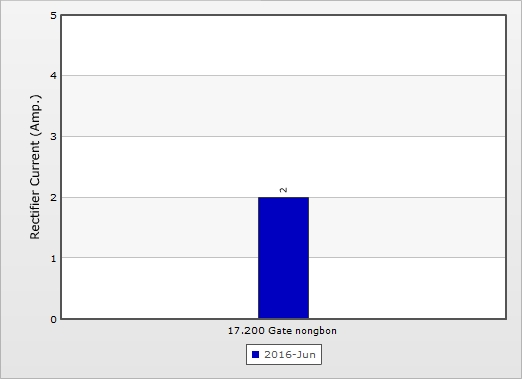 5
4
3
2
1
0
Rectifier Current (Amp.)
2
17.200 Gate nongbon
2016-Jun